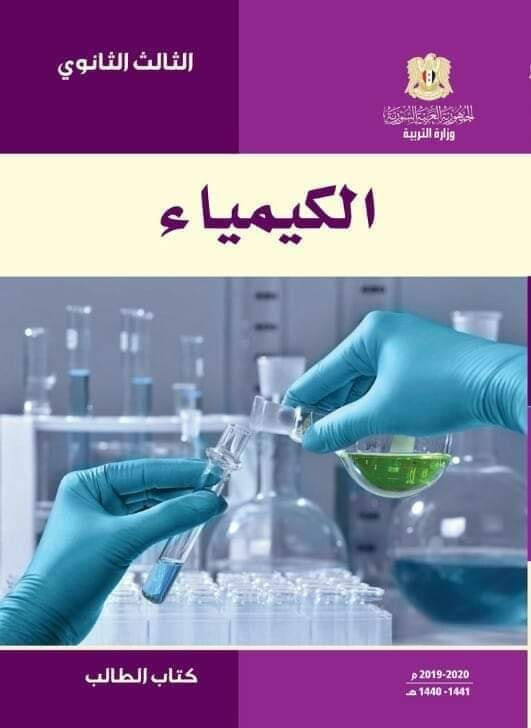 الثالث الثانوي
الجمهورية العربية السورية
وزارة التربية
الكيمياء
كتاب الطالب
2019-2020 م
1440 - 1441 هـ